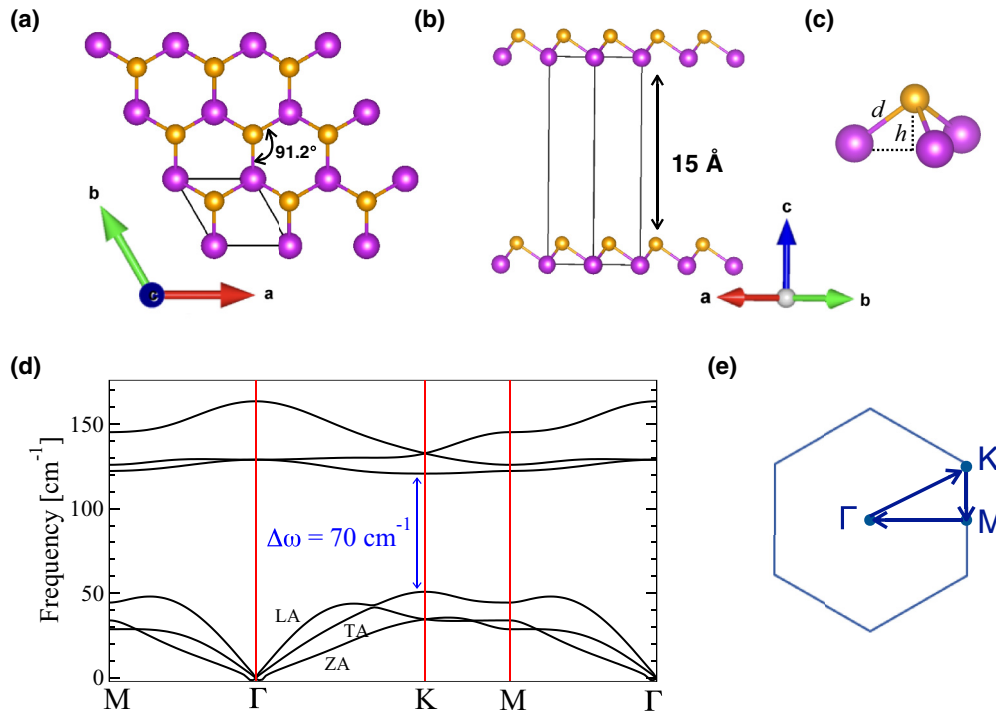 (a)
(b)
(c)
91.2°
b
c
a
15 Å
c
a
b
d
h
(d)
(e)
Frequency [cm⁻¹]
150
100
50
0
Δω = 70 cm⁻¹
LA
TA
ZA
M
Γ
K
M
Γ
K
Γ
M